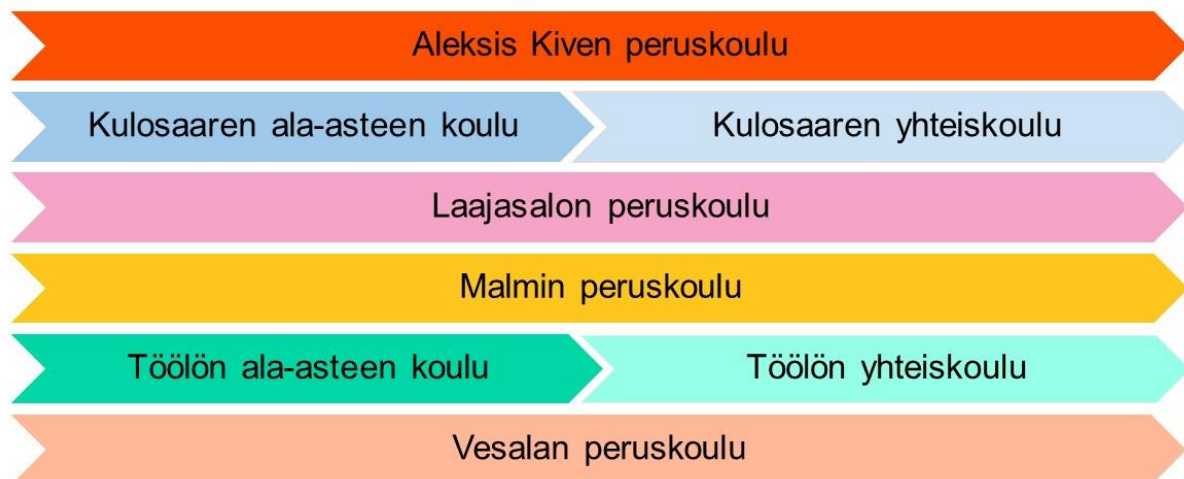 Aleksis Kiven peruskoulu
Kulosaaren ala-asteen koulu
Kulosaaren yhteiskoulu
Laajasalon peruskoulu
Malmin peruskoulu
Töölön ala-asteen koulu
Töölön yhteiskoulu
Vesalan peruskoulu